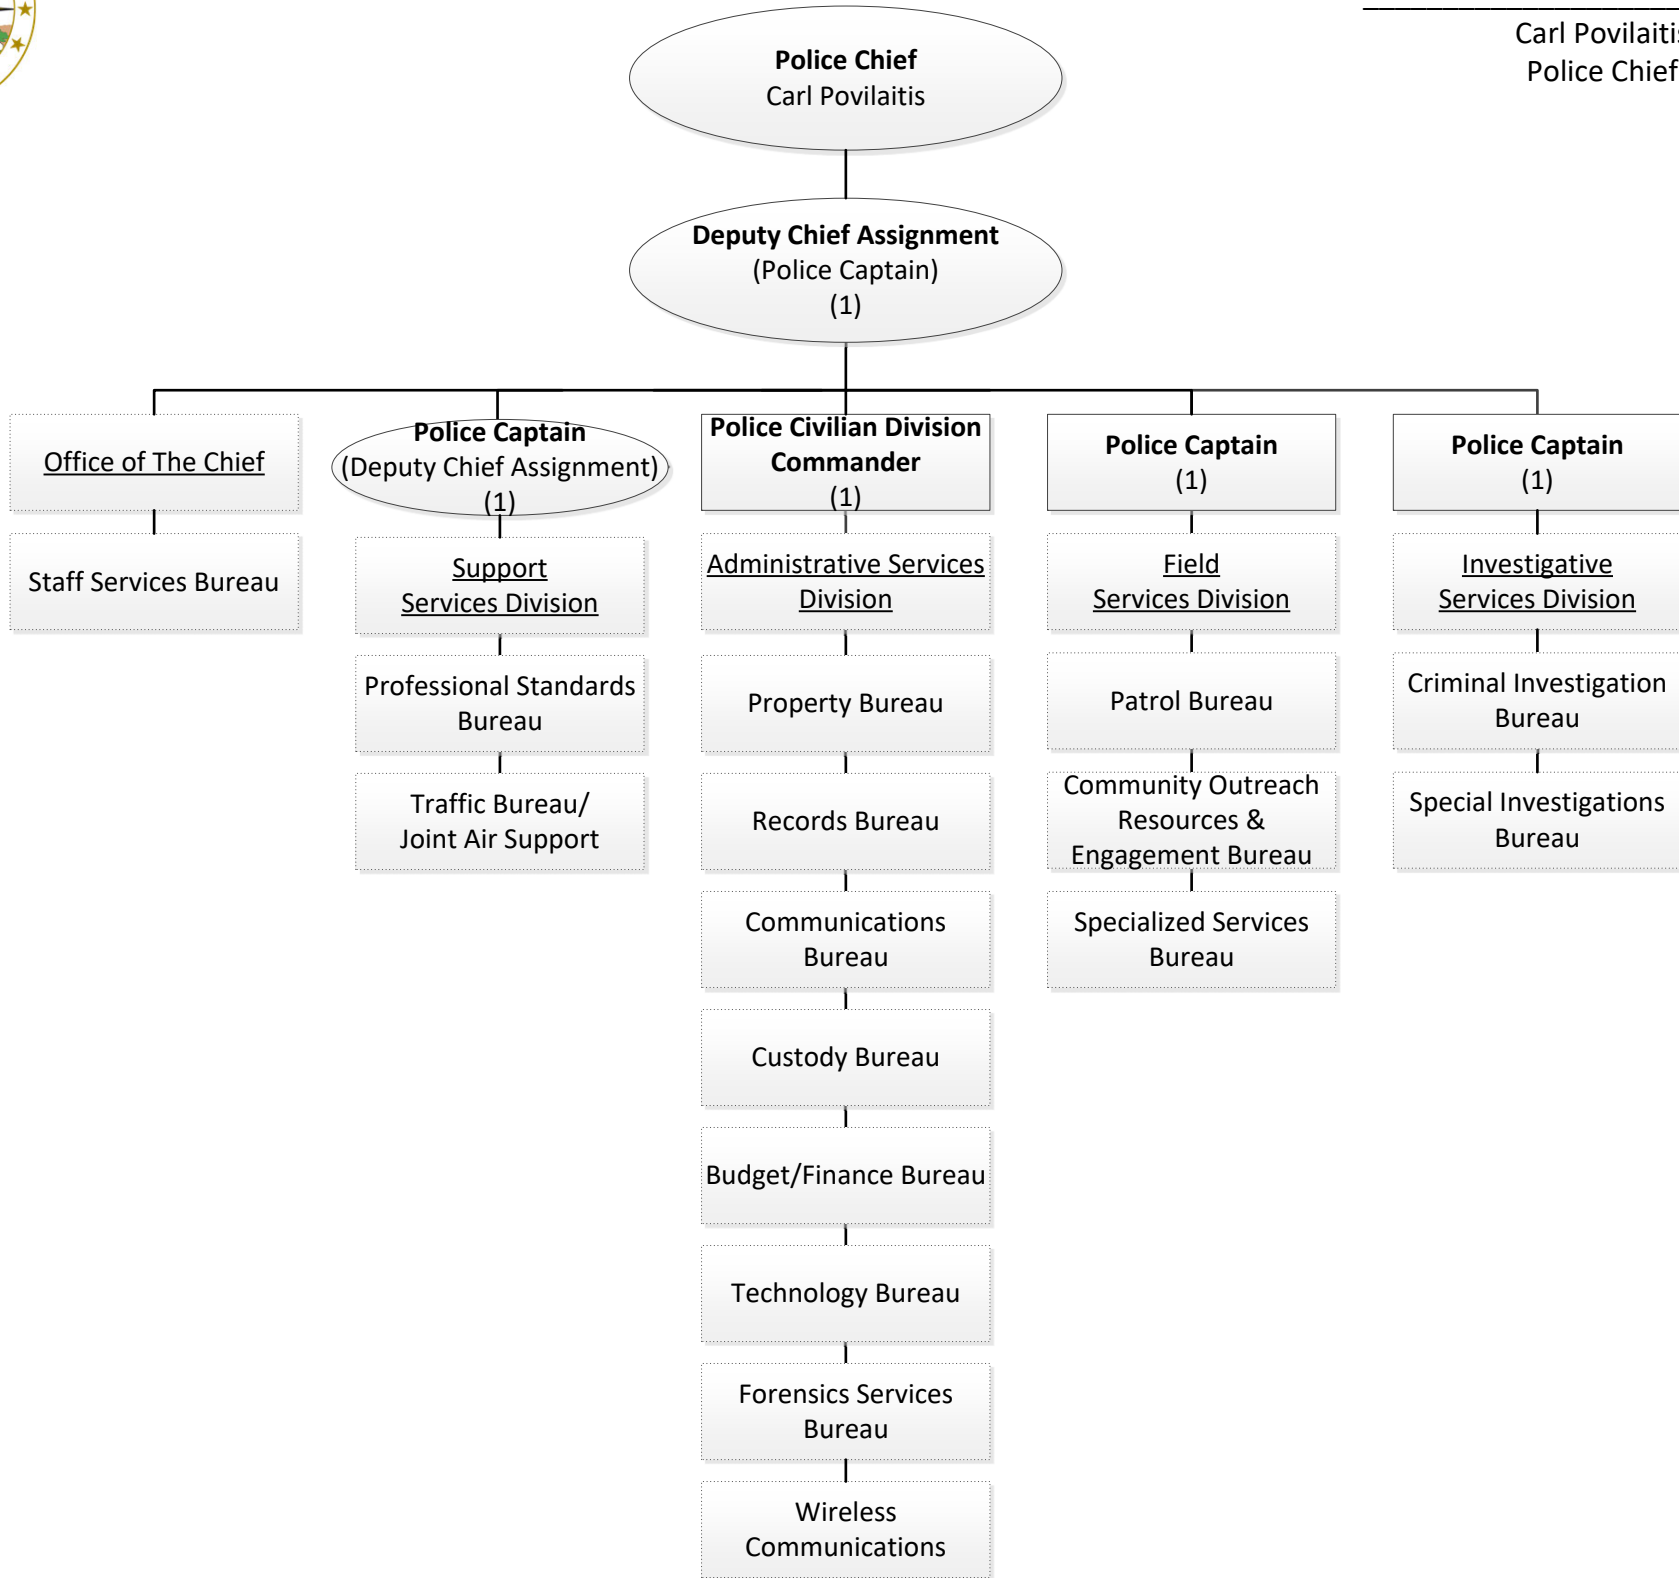 Carl Povilaitis
Police Chief
Police Chief
Carl Povilaitis
Deputy Chief Assignment
(Police Captain)
(1)
Office of The Chief
Staff Services Bureau
Police Captain
(Deputy Chief Assignment)
(1)
Support
Services Division
Professional Standards
Bureau
Traffic Bureau/
Joint Air Support
Police Civilian Division
Commander
(1)
Administrative Services
Division
Property Bureau
Records Bureau
Communications
Bureau
Custody Bureau
Budget/Finance Bureau
Technology Bureau
Forensics Services
Bureau
Wireless
Communications
Police Captain
(1)
Field
Services Division
Patrol Bureau
Community Outreach
Resources &
Engagement Bureau
Specialized Services
Bureau
Police Captain
(1)
Investigative
Services Division
Criminal Investigation
Bureau
Special Investigations
Bureau